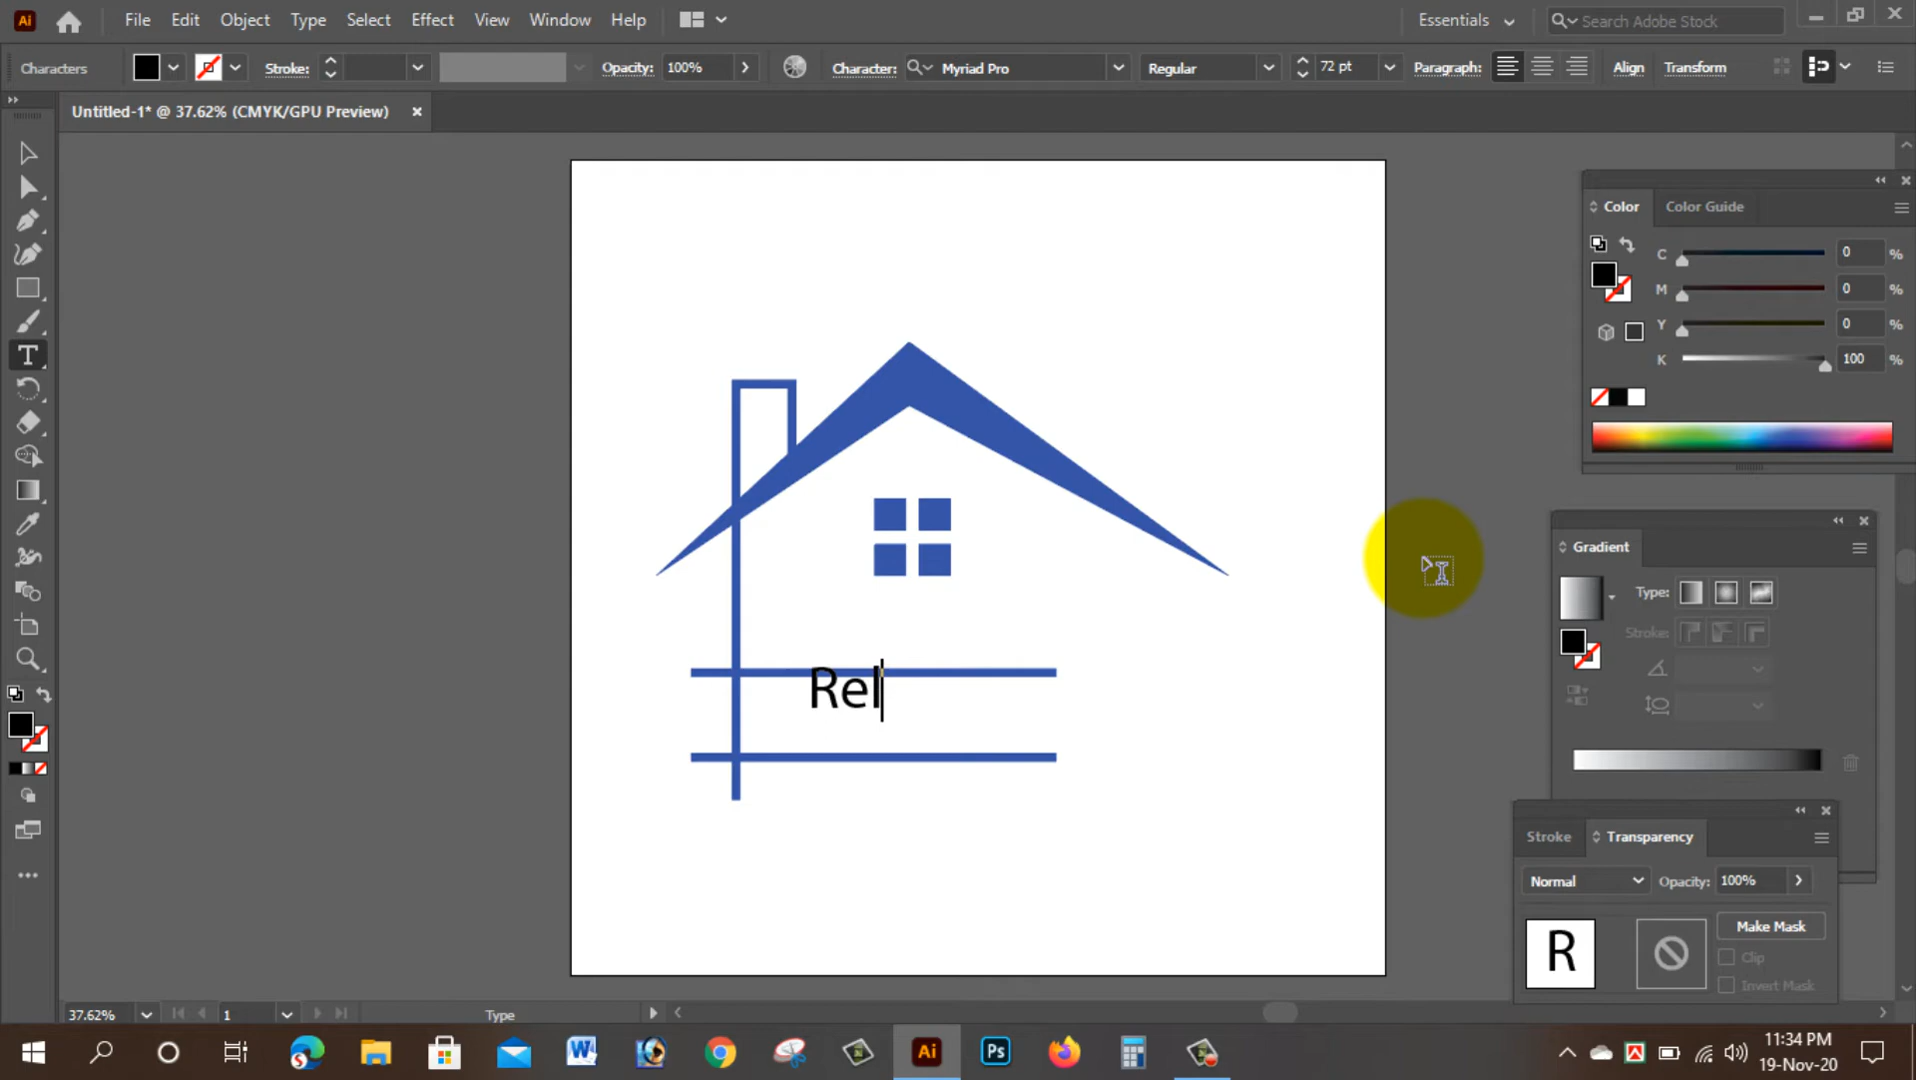 Ai File Edit Object Type Select Effect View Window Help Essentials Search Adobe Stock
Characters Stroke: Opacity: 100% Character: Myriad Pro Regular 72 pt Paragraph: Align Transform
Untitled-1* @ 37.62% (CMYK/GPU Preview)
Color Color Guide
C 0 %
M 0 %
Y 0 %
K 100 %
Rel
Gradient
Type:
Stroke:
Stroke Transparency
Normal Opacity: 100%
R
Make Mask
Clip
Invert Mask
37.62% 1 Type
W Ai Ps
11:34 PM
19-Nov-20